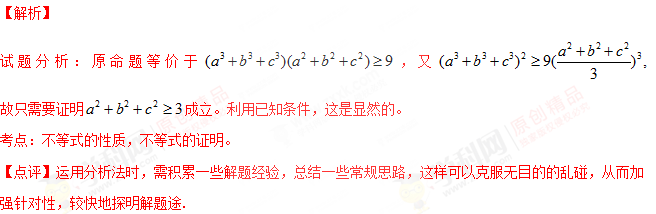 【解析】
试题分析：原命题等价于 (a³+b³+c³)(a²+b²+c²)≥9 ，又 (a³+b³+c³)²≥9(\frac{a²+b²+c²}{3})³,
故只需要证明a²+b²+c²≥3成立。利用已知条件，这是显然的。
考点：不等式的性质，不等式的证明。
【点评】运用分析法时，需积累一些解题经验，总结一些常规思路，这样可以克服无目的的乱碰，从而加
强针对性，较快地探明解题途.